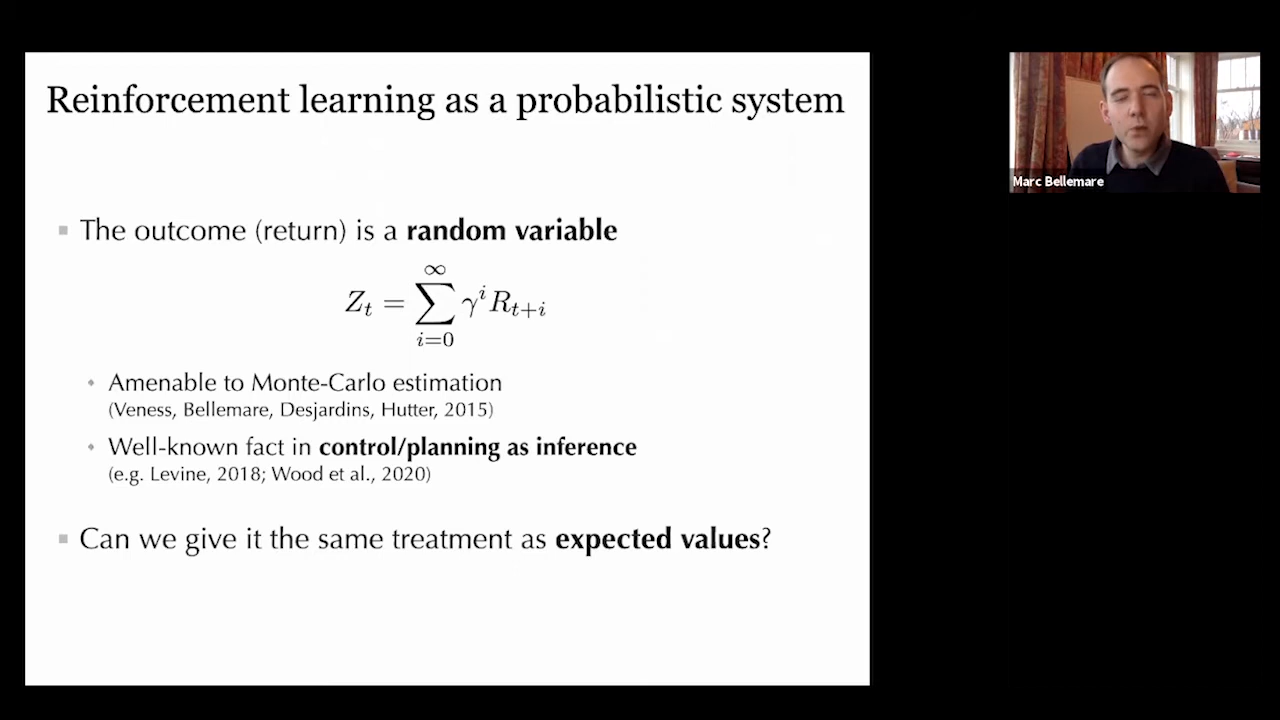 Reinforcement learning as a probabilistic system
Marc Bellemare
The outcome (return) is a random variable
Z_t = \sum_{i=0}^{\infty} \gamma^i R_{t+i}
Amenable to Monte-Carlo estimation
(Veness, Bellemare, Desjardins, Hutter, 2015)
Well-known fact in control/planning as inference
(e.g. Levine, 2018; Wood et al., 2020)
Can we give it the same treatment as expected values?